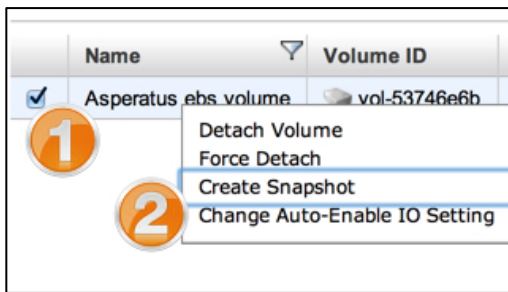 Name Volume ID
Asperatus ebs volume vol-53746e6b
1
Detach Volume
Force Detach
Create Snapshot
2
Change Auto-Enable IO Setting